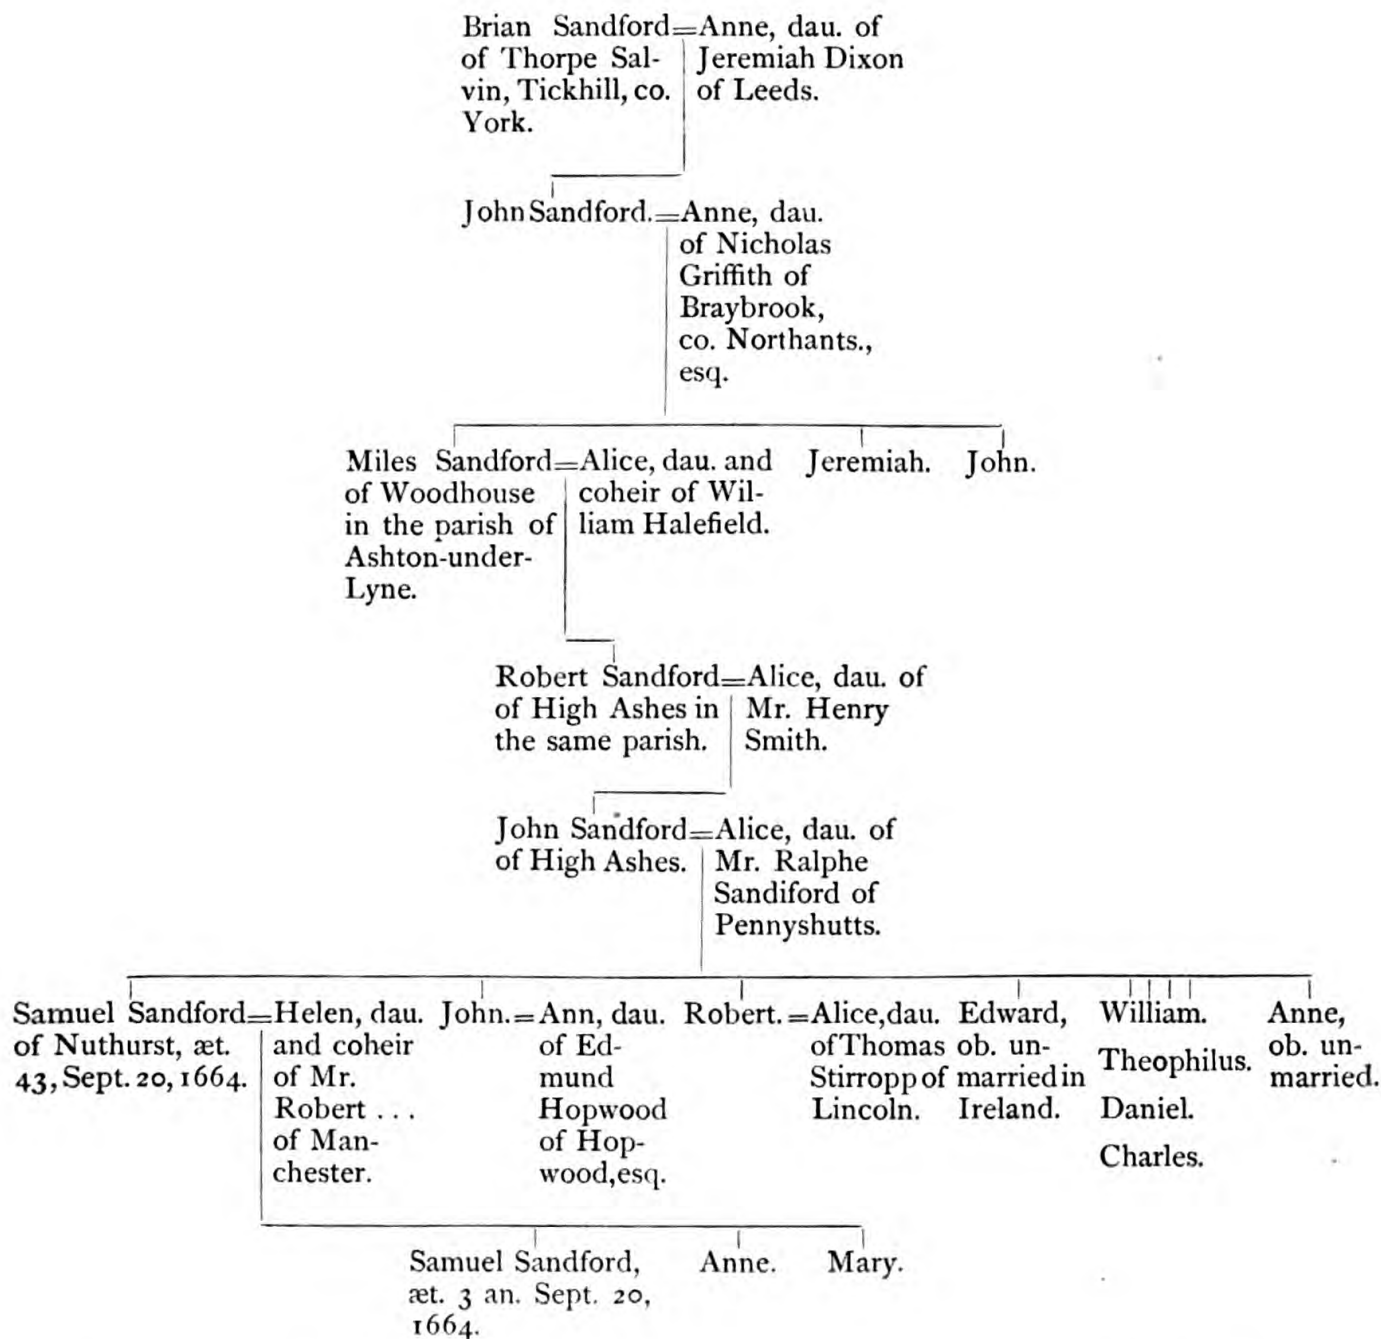 Brian Sandford=Anne, dau. of
of Thorpe Sal-
vin, Tickhill, co.
York.
Jeremiah Dixon
of Leeds.
John Sandford.=Anne, dau.
of Nicholas
Griffith of
Braybrook,
co. Northants.,
esq.
Miles Sandford=Alice, dau. and
of Woodhouse
in the parish of
Ashton-under-
Lyne.
coheir of Wil-
liam Halefield.
Jeremiah.
John.
Robert Sandford=Alice, dau. of
of High Ashes in
the same parish.
Mr. Henry
Smith.
John Sandford=Alice, dau. of
of High Ashes.
Mr. Ralphe
Sandiford of
Pennyshutts.
Samuel Sandford=Helen, dau.
of Nuthurst, æt.
43, Sept. 20, 1664.
and coheir
of Mr.
Robert ...
of Man-
chester.
John.=Ann, dau.
of Ed-
mund
Hopwood
of Hop-
wood, esq.
Robert.=Alice, dau.
of Thomas
Stirropp of
Lincoln.
Edward,
ob. un-
married in
Ireland.
William.
Theophilus.
Daniel.
Charles.
Anne,
ob. un-
married.
Samuel Sandford,
æt. 3 an. Sept. 20,
1664.
Anne.
Mary.